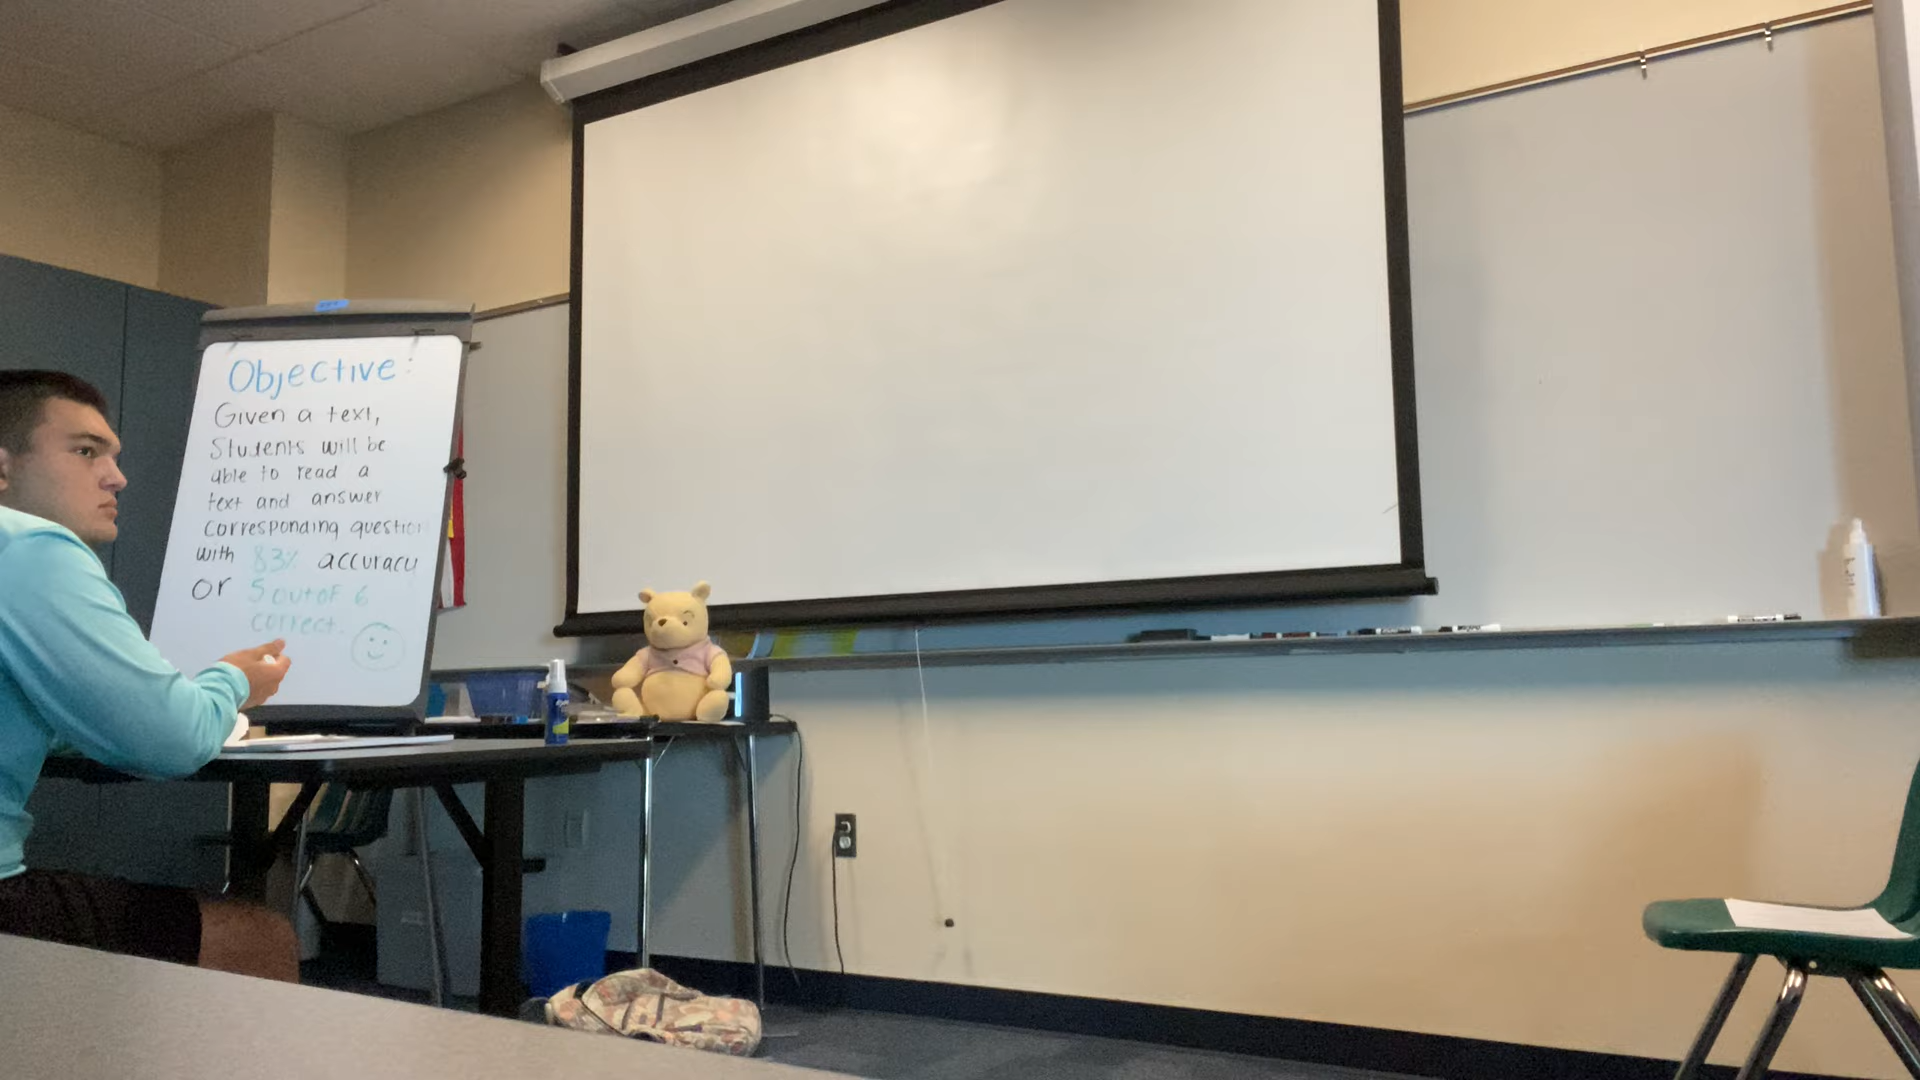 Objective:
Given a text,
Students will be
able to read a
text and answer
corresponding question
with 83% accuracy
or 5 out of 6
correct.